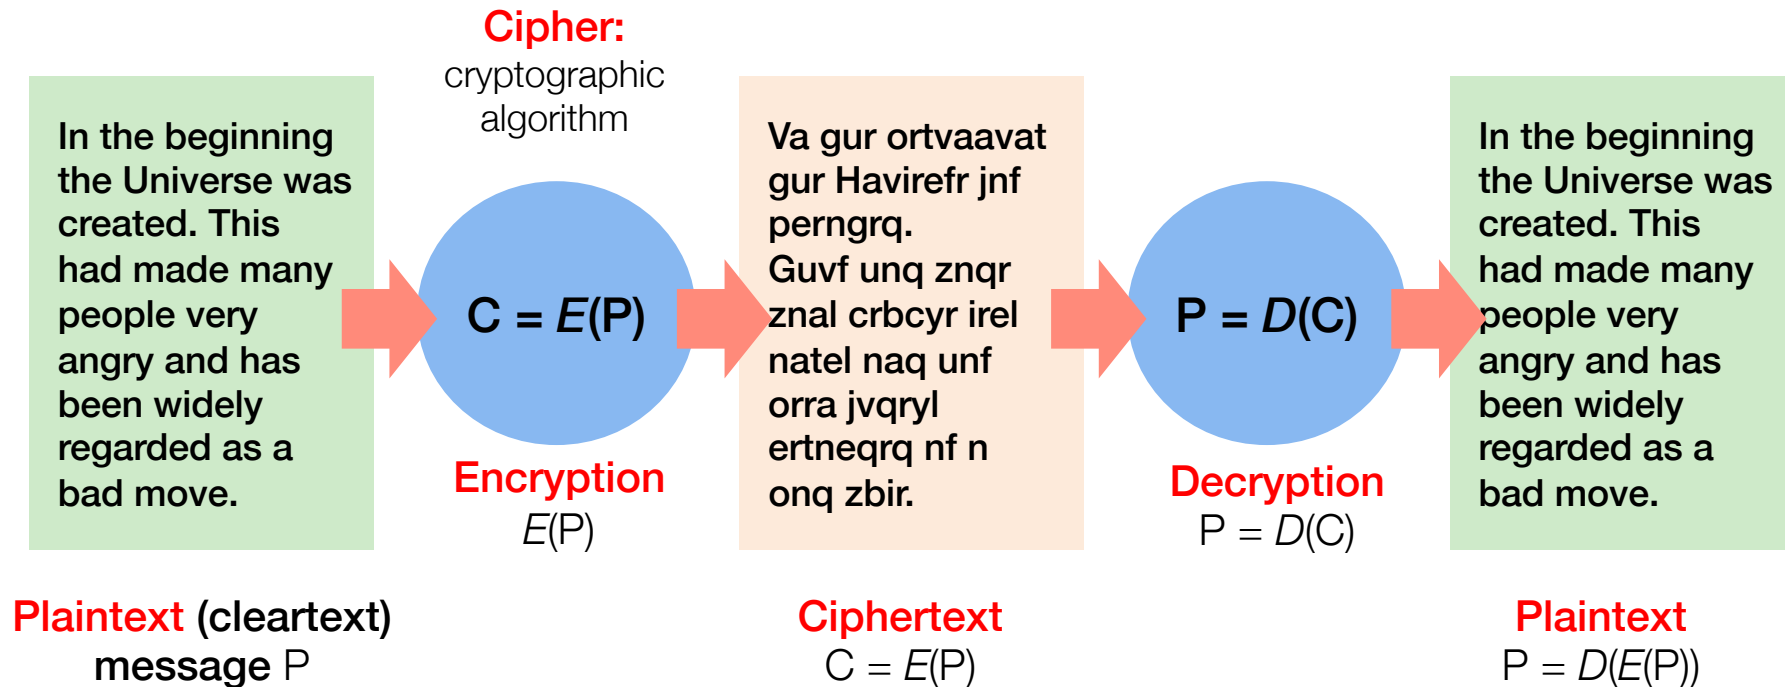 Cipher:
cryptographic
algorithm
In the beginning
the Universe was
created. This
had made many
people very
angry and has
been widely
regarded as a
bad move.
C = E(P)
Encryption
E(P)
Va gur ortvaavat
gur Havirefr jnf
perngrq.
Guvf unq znqr
znal crbcyr irel
natel naq unf
orra jvqryl
ertneqrq nf n
onq zbir.
P = D(C)
Decryption
P = D(C)
In the beginning
the Universe was
created. This
had made many
people very
angry and has
been widely
regarded as a
bad move.
Plaintext (cleartext)
message P
Ciphertext
C = E(P)
Plaintext
P = D(E(P))